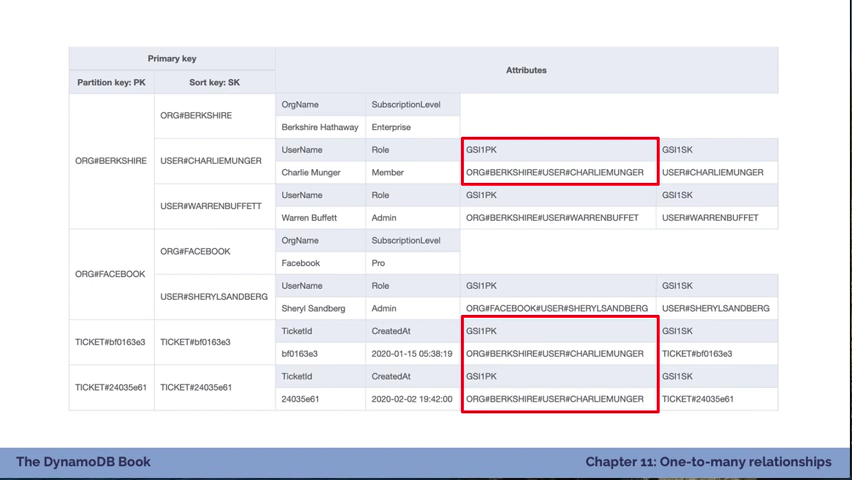 Primary key
Attributes
Partition key: PK Sort key: SK
ORG#BERKSHIRE ORG#BERKSHIRE OrgName SubscriptionLevel
Berkshire Hathaway Enterprise
USER#CHARLIEMUNGER UserName Role GSI1PK GSI1SK
Charlie Munger Member ORG#BERKSHIRE#USER#CHARLIEMUNGER USER#CHARLIEMUNGER
USER#WARRENBUFFETT UserName Role GSI1PK GSI1SK
Warren Buffett Admin ORG#BERKSHIRE#USER#WARRENBUFFET USER#WARRENBUFFET
ORG#FACEBOOK ORG#FACEBOOK OrgName SubscriptionLevel
Facebook Pro
USER#SHERYLSANDBERG UserName Role GSI1PK GSI1SK
Sheryl Sandberg Admin ORG#FACEBOOK#USER#SHERYLSANDBERG USER#SHERYLSANDBERG
TICKET#bf0163e3 TICKET#bf0163e3 TicketId CreatedAt GSI1PK GSI1SK
bf0163e3 2020-01-15 05:38:19 ORG#BERKSHIRE#USER#CHARLIEMUNGER TICKET#bf0163e3
TICKET#24035e61 TICKET#24035e61 TicketId CreatedAt GSI1PK GSI1SK
24035e61 2020-02-02 19:42:00 ORG#BERKSHIRE#USER#CHARLIEMUNGER TICKET#24035e61
The DynamoDB Book Chapter 11: One-to-many relationships